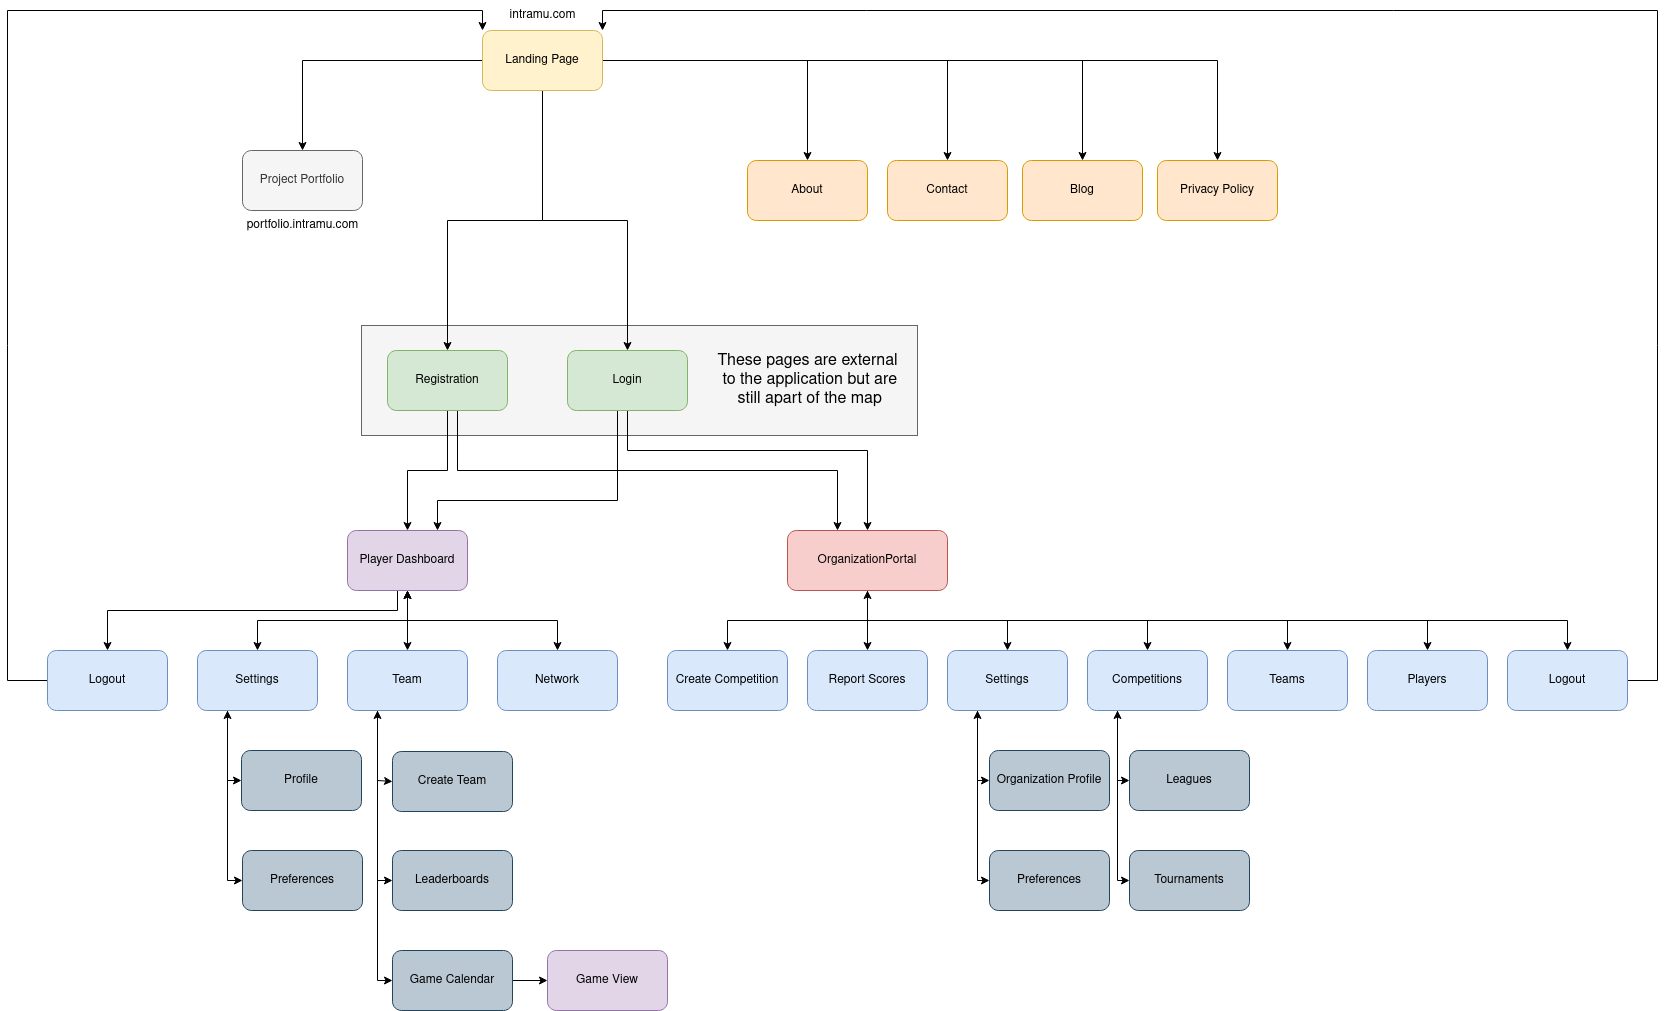 intramu.com
Landing Page
Project Portfolio
portfolio.intramu.com
About
Contact
Blog
Privacy Policy
Registration
Login
These pages are external
to the application but are
still apart of the map
Player Dashboard
OrganizationPortal
Logout
Settings
Team
Network
Create Competition
Report Scores
Settings
Competitions
Teams
Players
Logout
Profile
Create Team
Organization Profile
Leagues
Preferences
Leaderboards
Preferences
Tournaments
Game Calendar
Game View